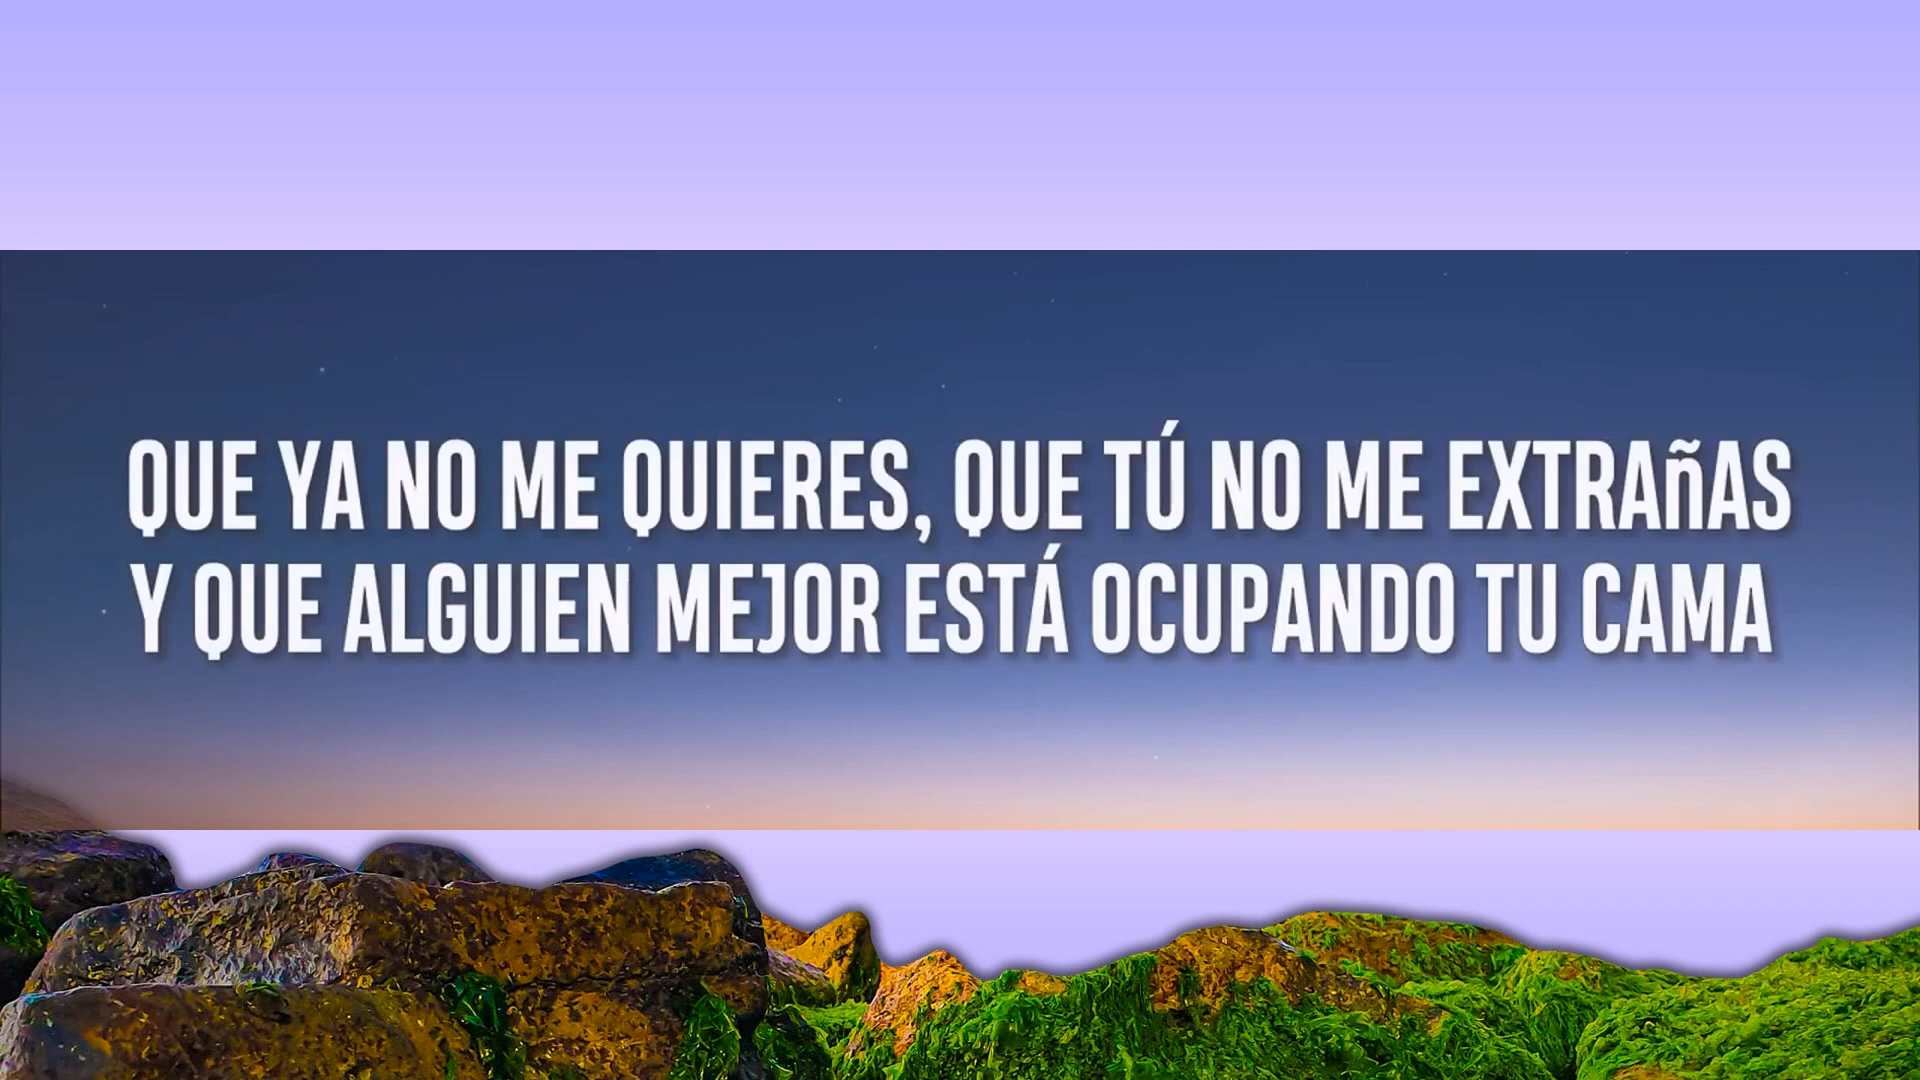 QUE YA NO ME QUIERES, QUE TÚ NO ME EXTRAñAS
Y QUE ALGUIEN MEJOR ESTÁ OCUPANDO TU CAMA